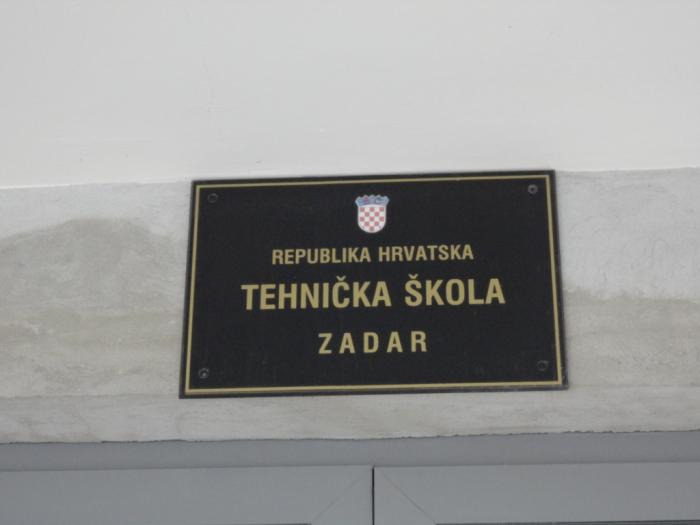 REPUBLIKA HRVATSKA
TEHNIČKA ŠKOLA
ZADAR